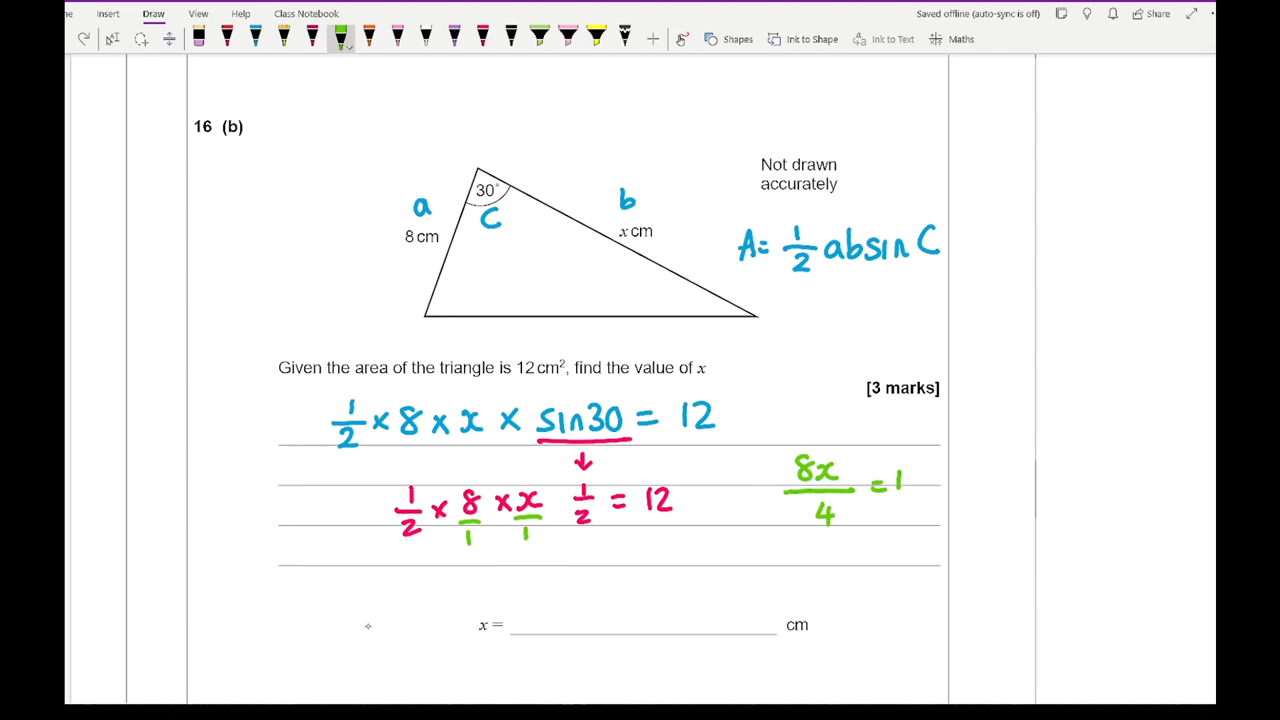 me Insert Draw View Help Class Notebook Saved offline (auto-sync is off) Share
Shapes Ink to Shape Ink to Text Maths
16 (b)
Not drawn
accurately
30°
a
b
C
8 cm
x cm
A= 1/2 absin C
Given the area of the triangle is 12 cm², find the value of x
[3 marks]
1/2 × 8 × x × sin30 = 12
↓
1/2 × 8/1 × x/1 1/2 = 12
8x/4 = 1
x = cm